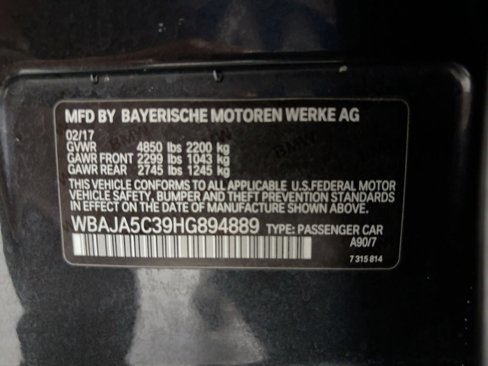 MFD BY BAYERISCHE MOTOREN WERKE AG
02/17
GVWR 4850 lbs 2200 kg
GAWR FRONT 2299 lbs 1043 kg
GAWR REAR 2745 lbs 1245 kg
THIS VEHICLE CONFORMS TO ALL APPLICABLE U.S.FEDERAL MOTOR
VEHICLE SAFETY, BUMPER, AND THEFT PREVENTION STANDARDS
IN EFFECT ON THE DATE OF MANUFACTURE SHOWN ABOVE.
WBAJA5C39HG894889 TYPE: PASSENGER CAR
A90/7
7 315 814